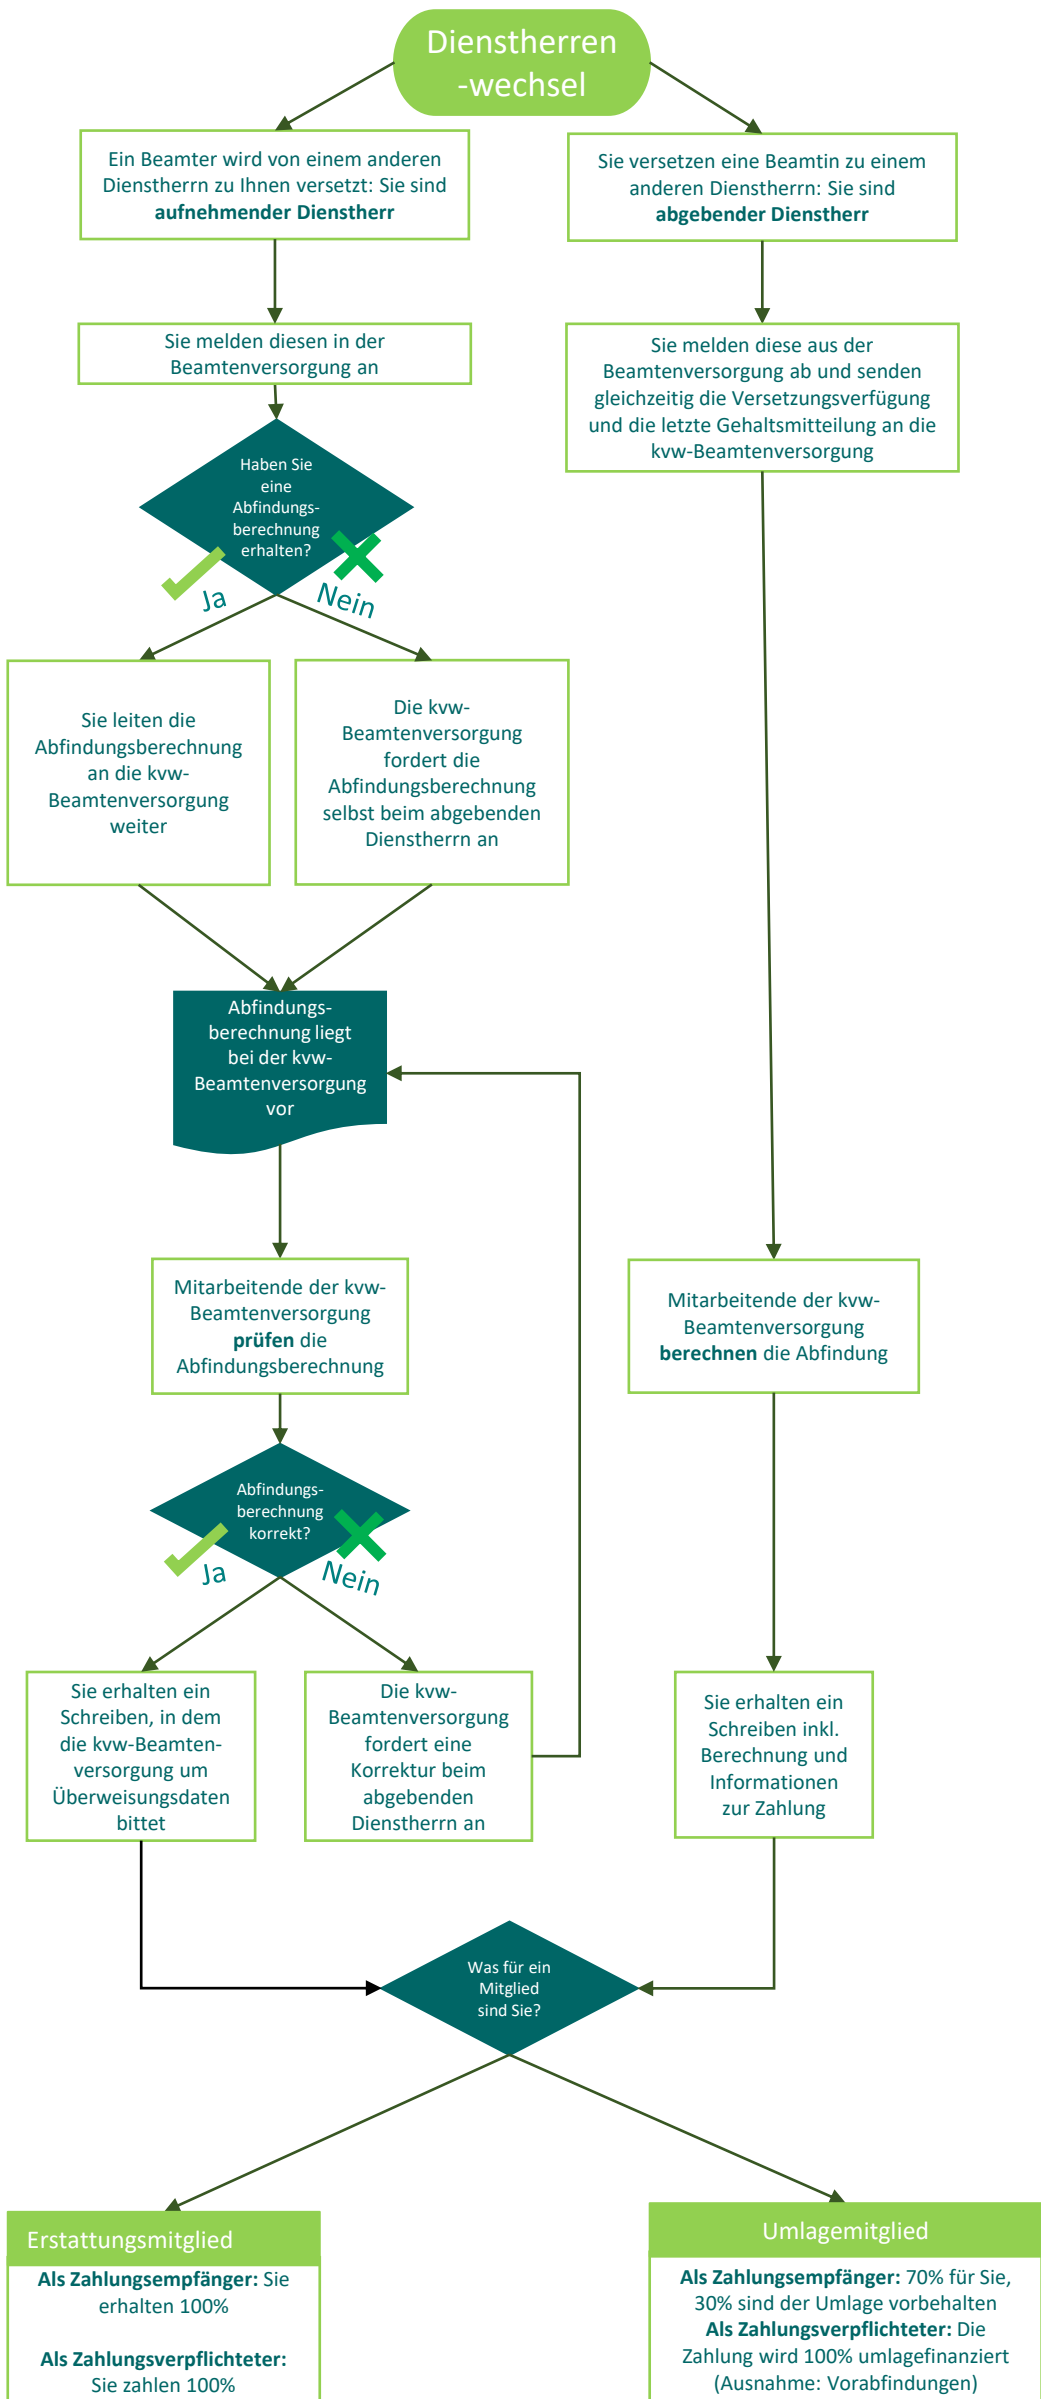 Dienstherren
-wechsel
Ein Beamter wird von einem anderen
Dienstherrn zu Ihnen versetzt: Sie sind
aufnehmender Dienstherr
Sie versetzen eine Beamtin zu einem
anderen Dienstherrn: Sie sind
abgebender Dienstherr
Sie melden diesen in der
Beamtenversorgung an
Sie melden diese aus der
Beamtenversorgung ab und senden
gleichzeitig die Versetzungsverfügung
und die letzte Gehaltsmitteilung an die
kvw-Beamtenversorgung
Haben Sie
eine
Abfindungs-
berechnung
erhalten?
Ja
Nein
Sie leiten die
Abfindungsberechnung
an die kvw-
Beamtenversorgung
weiter
Die kvw-
Beamtenversorgung
fordert die
Abfindungsberechnung
selbst beim abgebenden
Dienstherrn an
Abfindungs-
berechnung liegt
bei der kvw-
Beamtenversorgung
vor
Mitarbeitende der kvw-
Beamtenversorgung
prüfen die
Abfindungsberechnung
Mitarbeitende der kvw-
Beamtenversorgung
berechnen die Abfindung
Abfindungs-
berechnung
korrekt?
Ja
Nein
Sie erhalten ein
Schreiben, in dem
die kvw-Beamten-
versorgung um
Überweisungsdaten
bittet
Die kvw-
Beamtenversorgung
fordert eine
Korrektur beim
abgebenden
Dienstherrn an
Sie erhalten ein
Schreiben inkl.
Berechnung und
Informationen
zur Zahlung
Was für ein
Mitglied
sind Sie?
Erstattungsmitglied
Als Zahlungsempfänger: Sie
erhalten 100%
Als Zahlungsverpflichteter:
Sie zahlen 100%
Umlagemitglied
Als Zahlungsempfänger: 70% für Sie,
30% sind der Umlage vorbehalten
Als Zahlungsverpflichteter: Die
Zahlung wird 100% umlagefinanziert
(Ausnahme: Vorabfindungen)